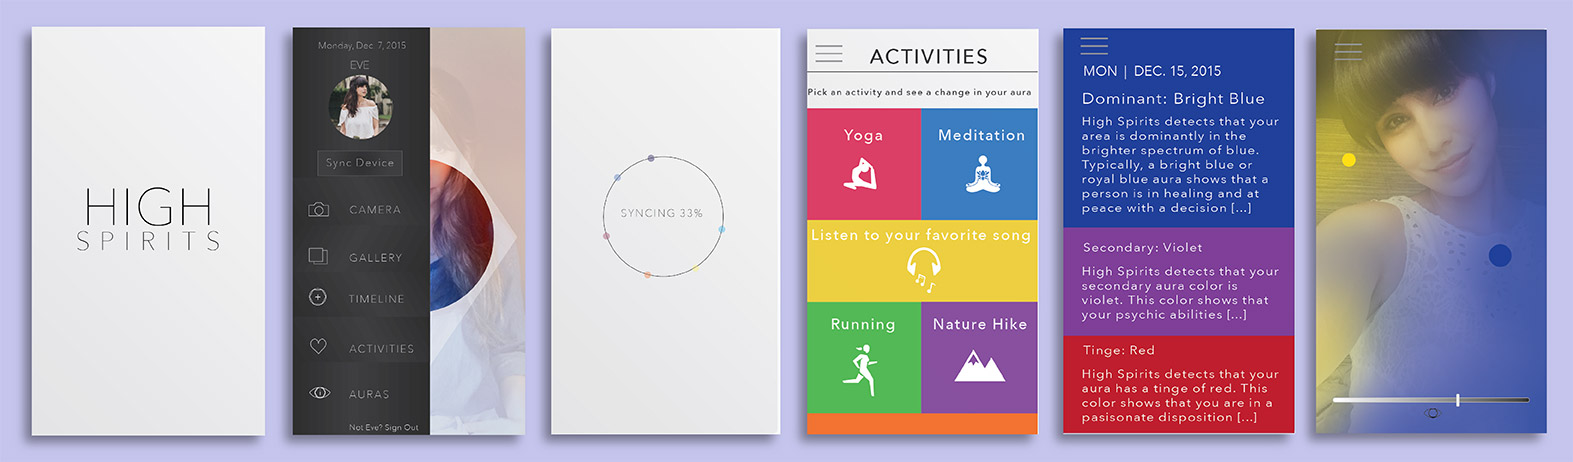 HIGH
SPIRITS
Monday, Dec. 7, 2015
EVE
Sync Device
CAMERA
GALLERY
TIMELINE
ACTIVITIES
AURAS
Not Eve? Sign Out
SYNCING 33%
ACTIVITIES
Pick an activity and see a change in your aura
Yoga
Meditation
Listen to your favorite song
Running
Nature Hike
MON | DEC. 15, 2015
Dominant: Bright Blue
High Spirits detects that your
area is dominantly in the
brighter spectrum of blue.
Typically, a bright blue or
royal blue aura shows that a
person is in healing and at
peace with a decision [...]
Secondary: Violet
High Spirits detects that your
secondary aura color is
violet. This color shows that
your psychic abilities [...]
Tinge: Red
High Spirits detects that your
aura has a tinge of red. This
color shows that you are in a
pasisonate disposition [...]